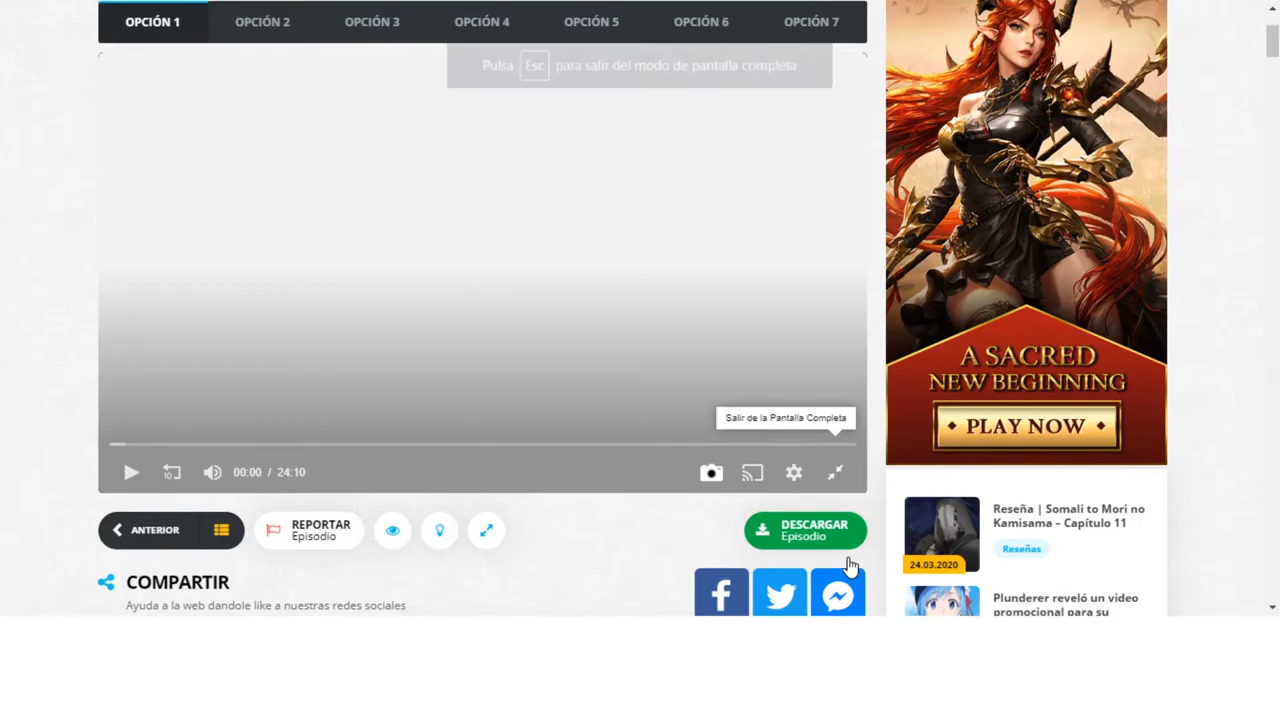 OPCIÓN 1
OPCIÓN 2
OPCIÓN 3
OPCIÓN 4
OPCIÓN 5
OPCIÓN 6
OPCIÓN 7
Pulsa Esc para salir del modo de pantalla completa
Salir de la Pantalla Completa
10
00:00 / 24:10
ANTERIOR
REPORTAR
Episodio
DESCARGAR
Episodio
COMPARTIR
Ayuda a la web dandole like a nuestras redes sociales
A SACRED
NEW BEGINNING
PLAY NOW
Reseña | Somali to Mori no
Kamisama – Capítulo 11
Reseñas
24.03.2020
Plunderer reveló un video
promocional para su